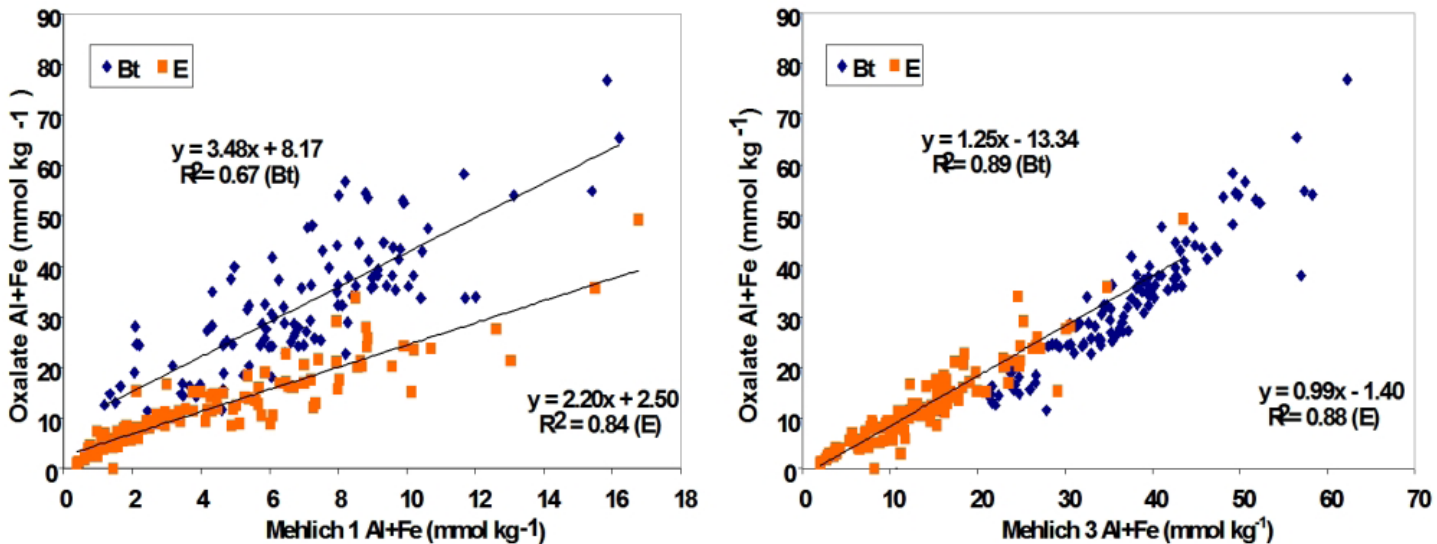 Oxalate Al+Fe (mmol kg -1)
90
80
70
60
50
40
30
20
10
0
Bt E
y = 3.48x + 8.17
R²= 0.67 (Bt)
y = 2.20x + 2.50
R² = 0.84 (E)
0 2 4 6 8 10 12 14 16 18
Mehlich 1 Al+Fe (mmol kg-1)
Oxalate Al+Fe (mmol kg⁻¹)
90
80
70
60
50
40
30
20
10
0
Bt E
y = 1.25x - 13.34
R²= 0.89 (Bt)
y = 0.99x - 1.40
R² = 0.88 (E)
0 10 20 30 40 50 60 70
Mehlich 3 Al+Fe (mmol kg⁻¹)